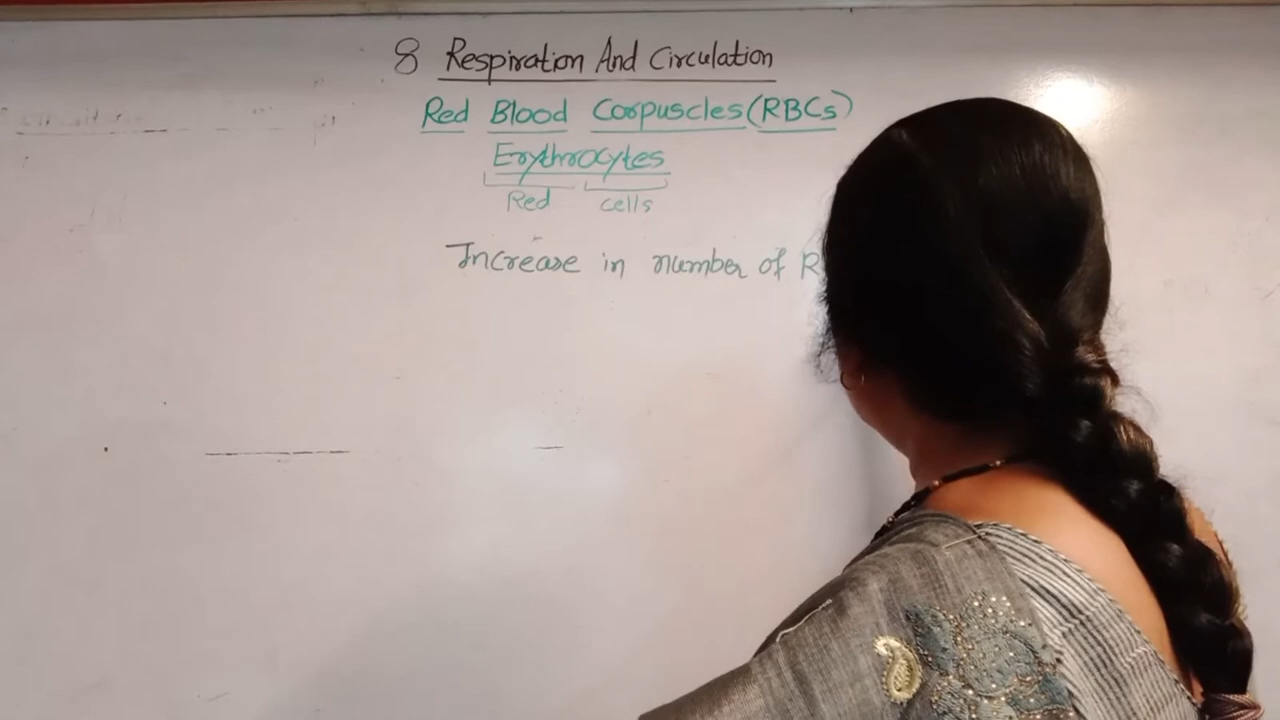 8 Respiration And Circulation
Red Blood Corpuscles (RBCs)
Erythrocytes
Red cells
Increase in number of R